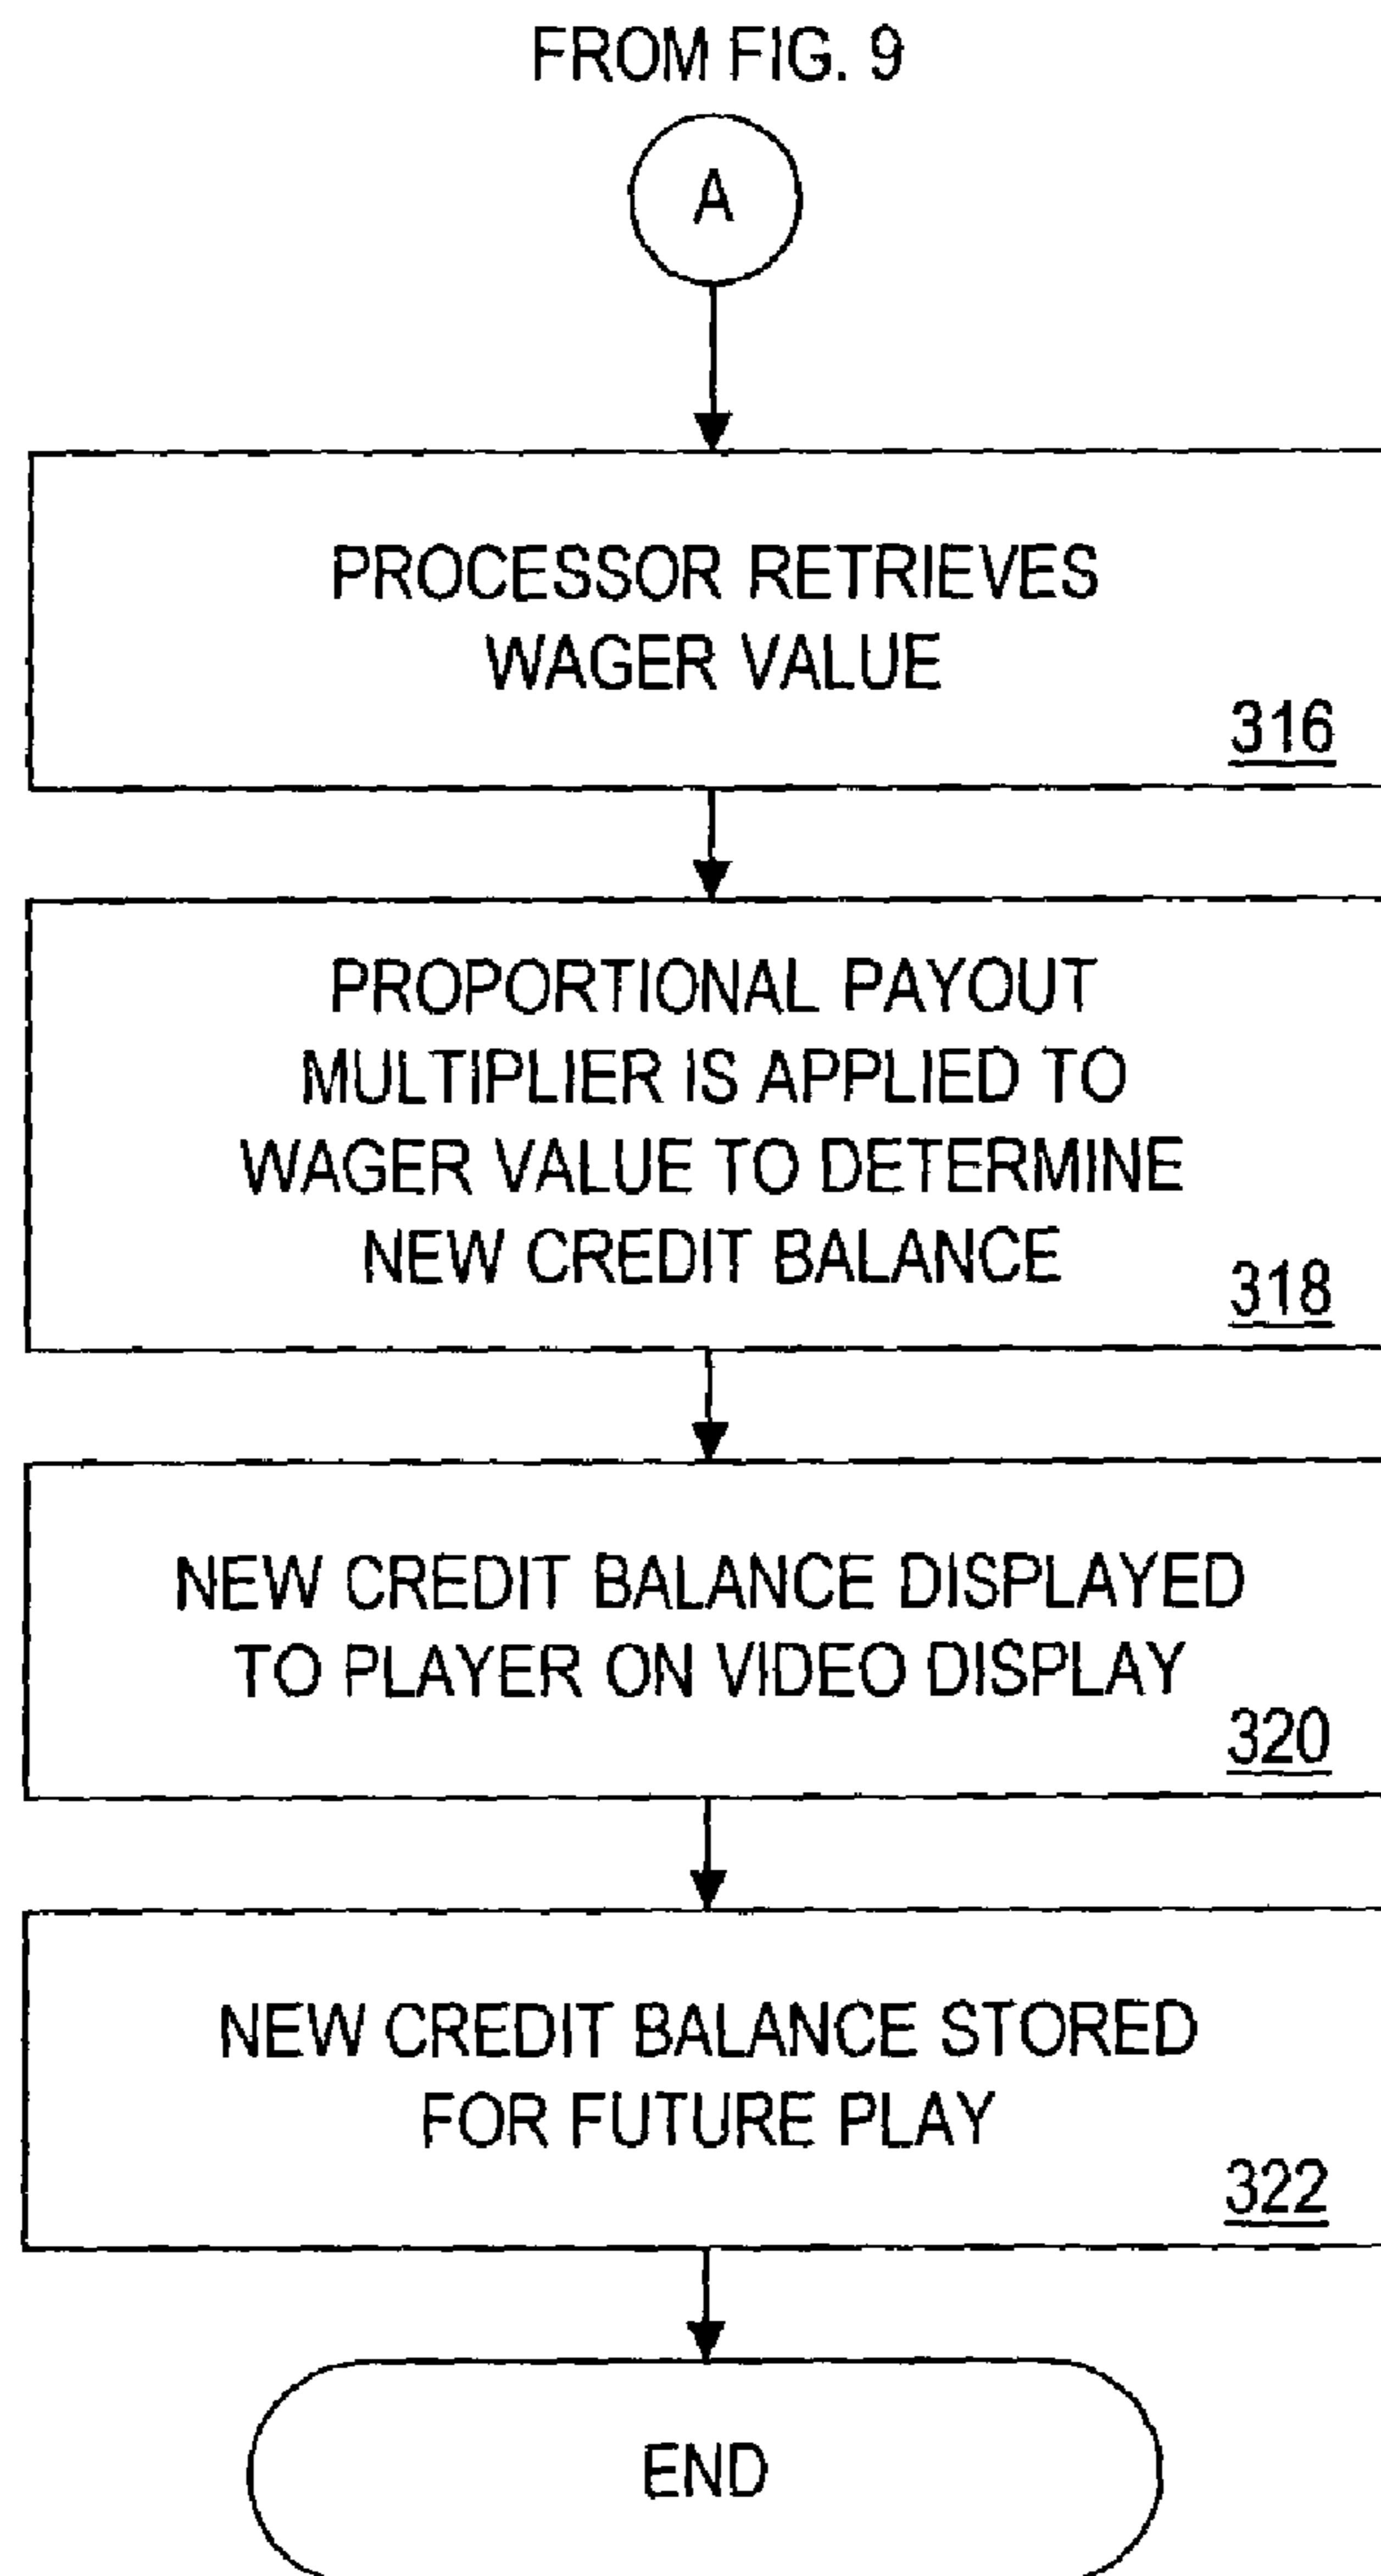 FROM FIG. 9
A
PROCESSOR RETRIEVES
WAGER VALUE
316
PROPORTIONAL PAYOUT
MULTIPLIER IS APPLIED TO
WAGER VALUE TO DETERMINE
NEW CREDIT BALANCE
318
NEW CREDIT BALANCE DISPLAYED
TO PLAYER ON VIDEO DISPLAY
320
NEW CREDIT BALANCE STORED
FOR FUTURE PLAY
322
END